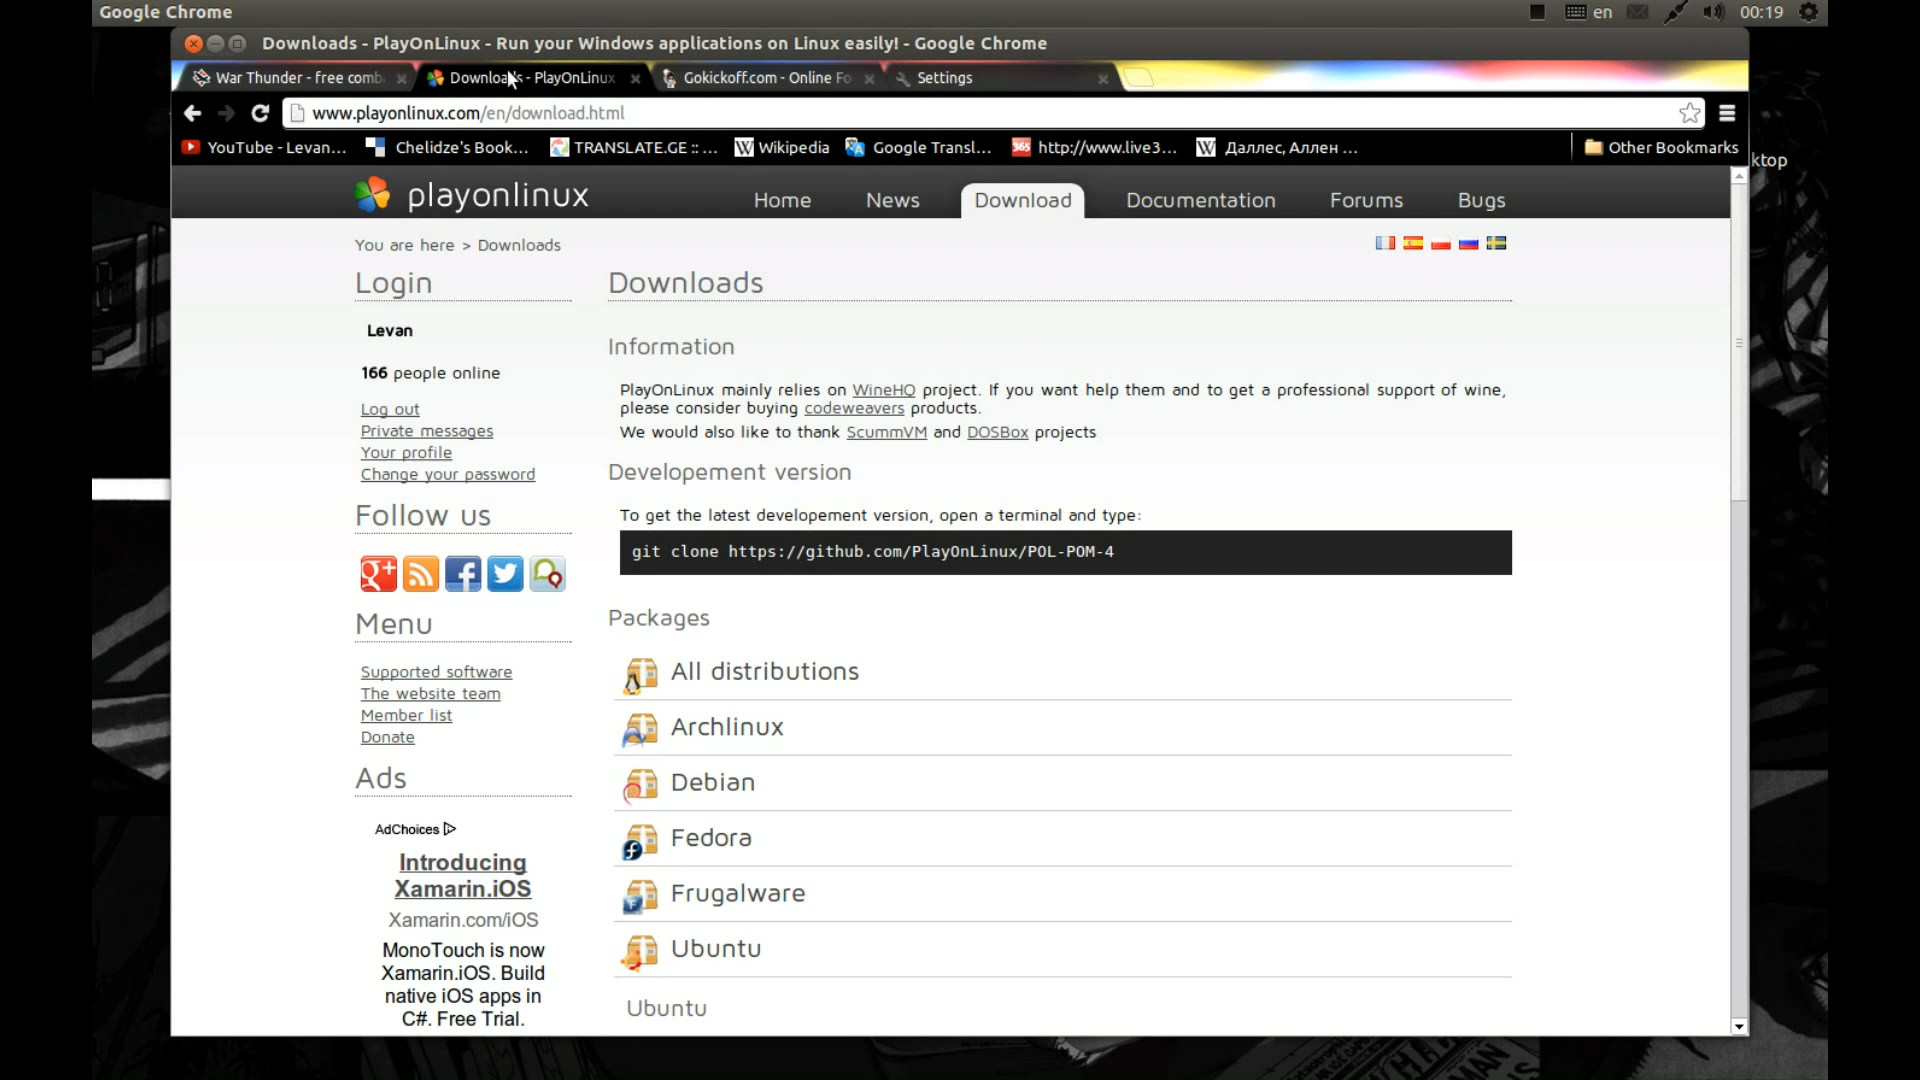 Google Chrome
en
00:19
Downloads - PlayOnLinux - Run your Windows applications on Linux easily! - Google Chrome
War Thunder - free comb
Downloads - PlayOnLinux
Gokickoff.com - Online Fo
Settings
www.playonlinux.com/en/download.html
YouTube - Levan...
Chelidze's Book...
TRANSLATE.GE :: ...
Wikipedia
Google Transl...
http://www.live3...
Даллес, Аллен ...
Other Bookmarks
ktop
playonlinux
Home
News
Download
Documentation
Forums
Bugs
You are here > Downloads
Login
Levan
166 people online
Log out
Private messages
Your profile
Change your password
Follow us
Menu
Supported software
The website team
Member list
Donate
Ads
AdChoices
Introducing
Xamarin.iOS
Xamarin.com/iOS
MonoTouch is now
Xamarin.iOS. Build
native iOS apps in
C#. Free Trial.
Downloads
Information
PlayOnLinux mainly relies on WineHQ project. If you want help them and to get a professional support of wine,
please consider buying codeweavers products.
We would also like to thank ScummVM and DOSBox projects
Developement version
To get the latest developement version, open a terminal and type:
git clone https://github.com/PlayOnLinux/POL-POM-4
Packages
All distributions
Archlinux
Debian
Fedora
Frugalware
Ubuntu
Ubuntu